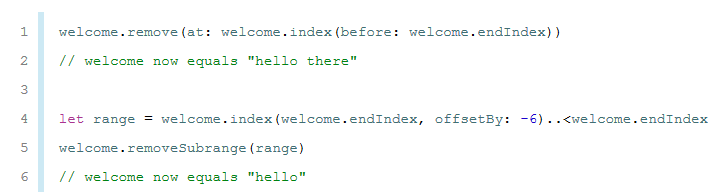 1 welcome.remove(at: welcome.index(before: welcome.endIndex))
2 // welcome now equals "hello there"
3
4 let range = welcome.index(welcome.endIndex, offsetBy: -6)..<welcome.endIndex
5 welcome.removeSubrange(range)
6 // welcome now equals "hello"